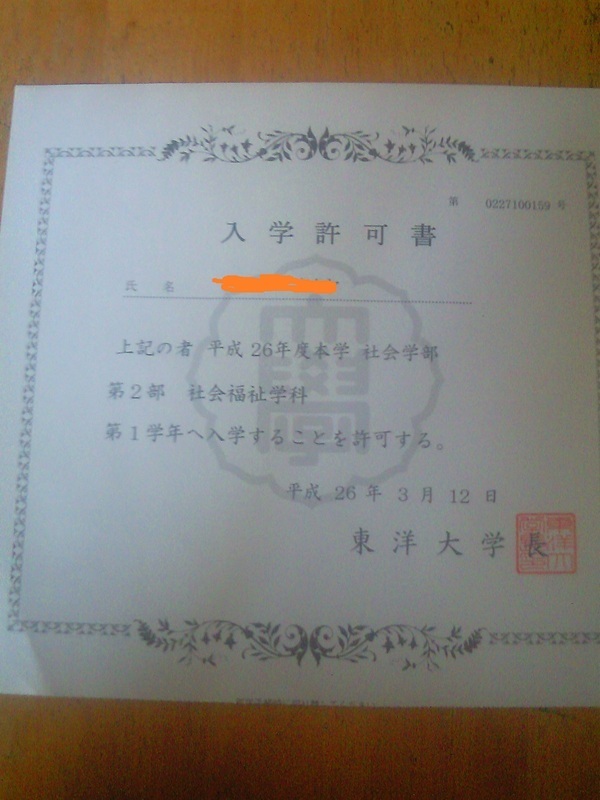 第 0227100159 号
入学許可書
氏名
上記の者 平成26年度本学 社会学部
第2部 社会福祉学科
第1学年へ入学することを許可する。
平成 26 年 3 月 12 日
東洋大学長